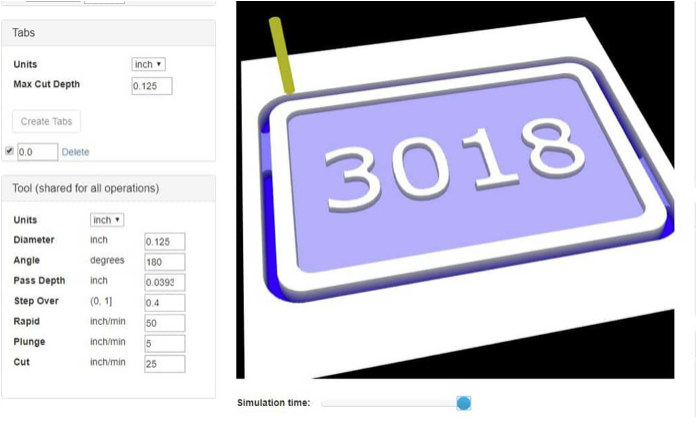 Tabs
Units inch
Max Cut Depth 0.125
Create Tabs
0.0 Delete
Tool (shared for all operations)
Units inch
Diameter inch 0.125
Angle degrees 180
Pass Depth inch 0.0393
Step Over (0, 1] 0.4
Rapid inch/min 50
Plunge inch/min 5
Cut inch/min 25
3018
Simulation time: